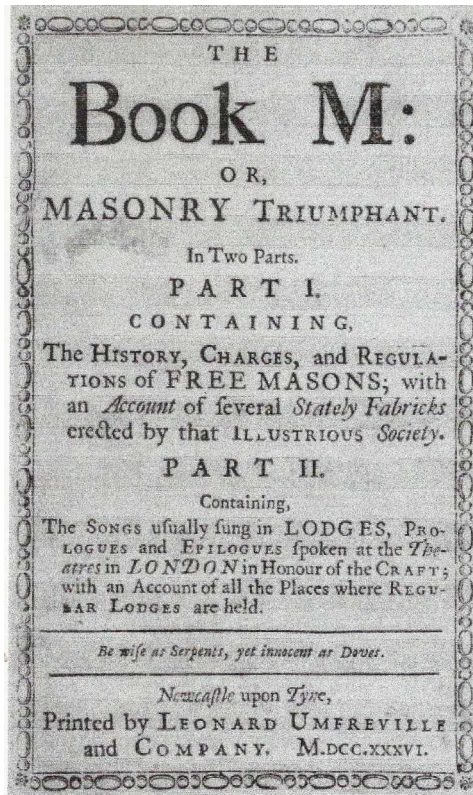 THE
Book M:
OR,
MASONRY TRIUMPHANT.
In Two Parts.
PART I.
CONTAINING,
The HISTORY, CHARGES, and REGULA-
TIONS of FREE MASONS; with
an Account of ſeveral Stately Fabricks
erected by that ILLUSTRIOUS Society.
PART II.
Containing,
The SONGS uſually ſung in LODGES, PRO-
LOGUES and EPILOGUES ſpoken at the The-
atres in LONDON in Honour of the CRAFT;
with an Account of all the Places where REGU-
LAR LODGES are held.
Be wiſe as Serpents, yet innocent as Doves.
Newcaſtle upon Tyne,
Printed by LEONARD UMFREVILLE
and COMPANY. M.DCC.XXXVI.